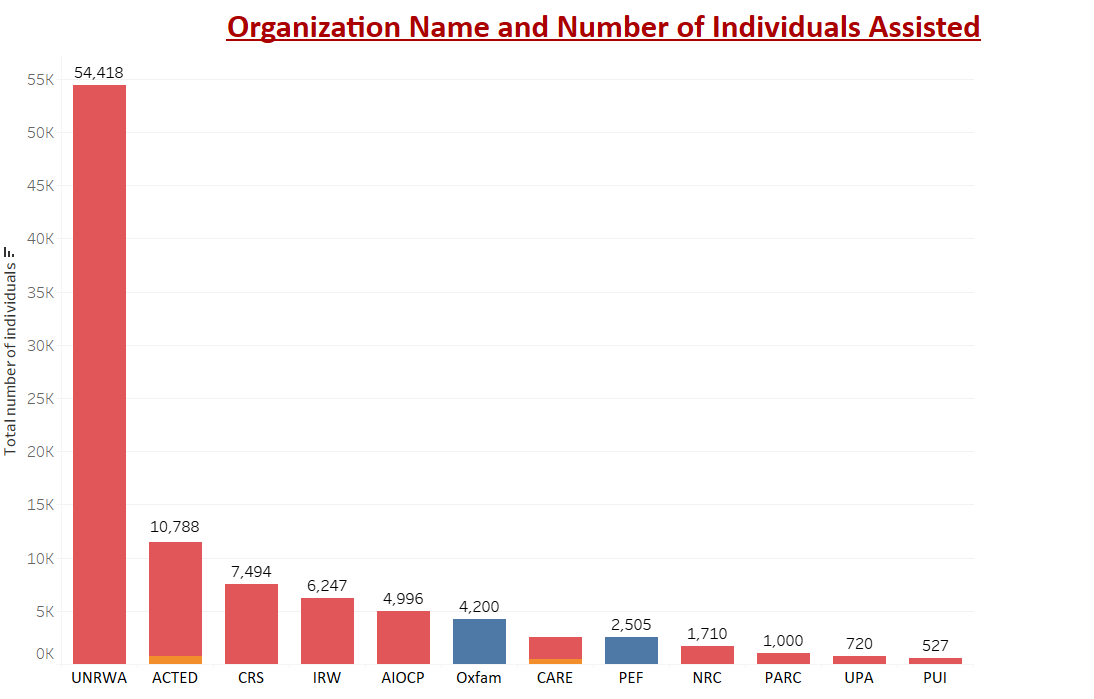 Organization Name and Number of Individuals Assisted
54,418
55K
50K
45K
40K
35K
30K
25K
20K
15K
10K
5K
0K
Total number of individuals
10,788
7,494
6,247
4,996
4,200
2,505
1,710
1,000
720
527
UNRWA ACTED CRS IRW AIOCP Oxfam CARE PEF NRC PARC UPA PUI